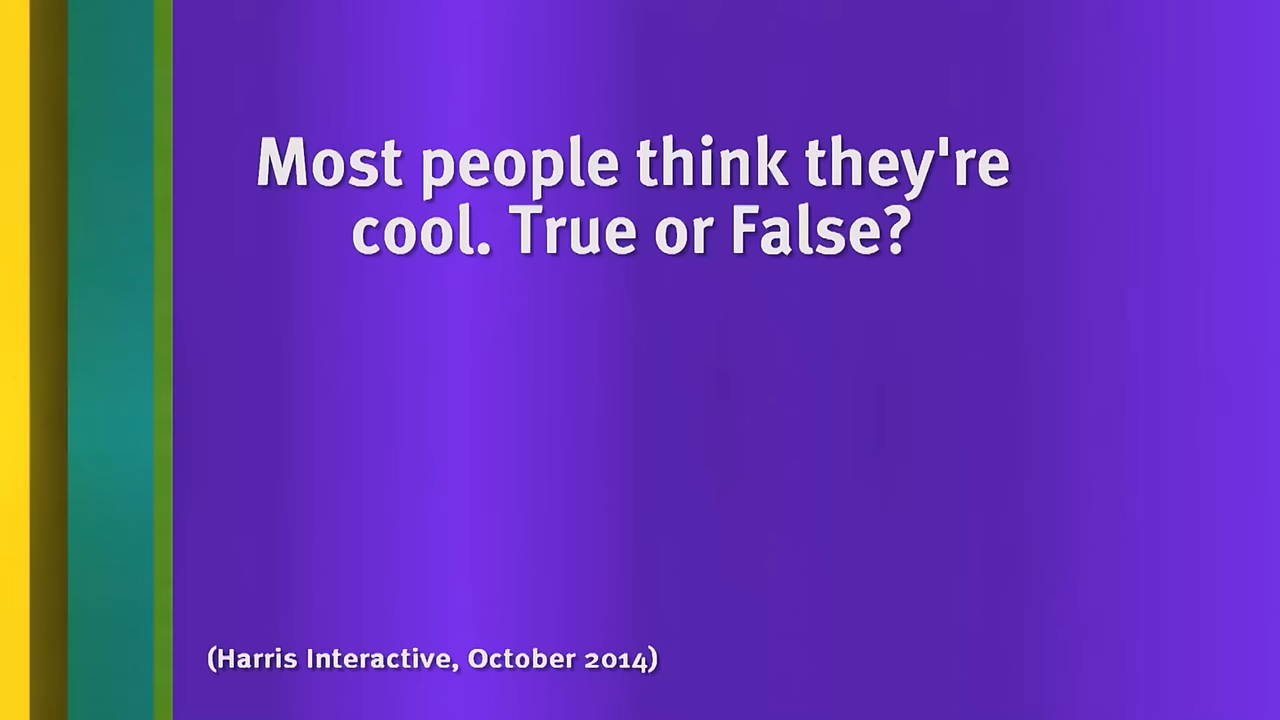 Most people think they're
cool. True or False?
(Harris Interactive, October 2014)